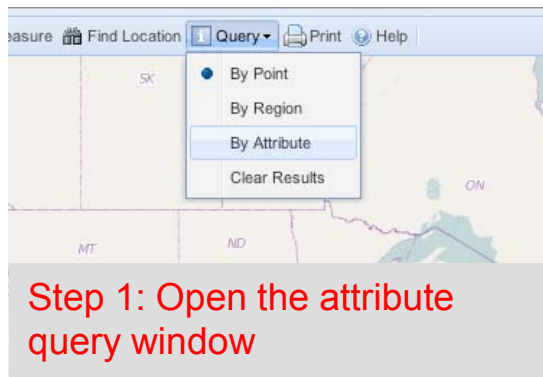 Find Location Query Print Help
By Point
SK
By Region
By Attribute
Clear Results
ON
MT
ND
Step 1: Open the attribute
query window